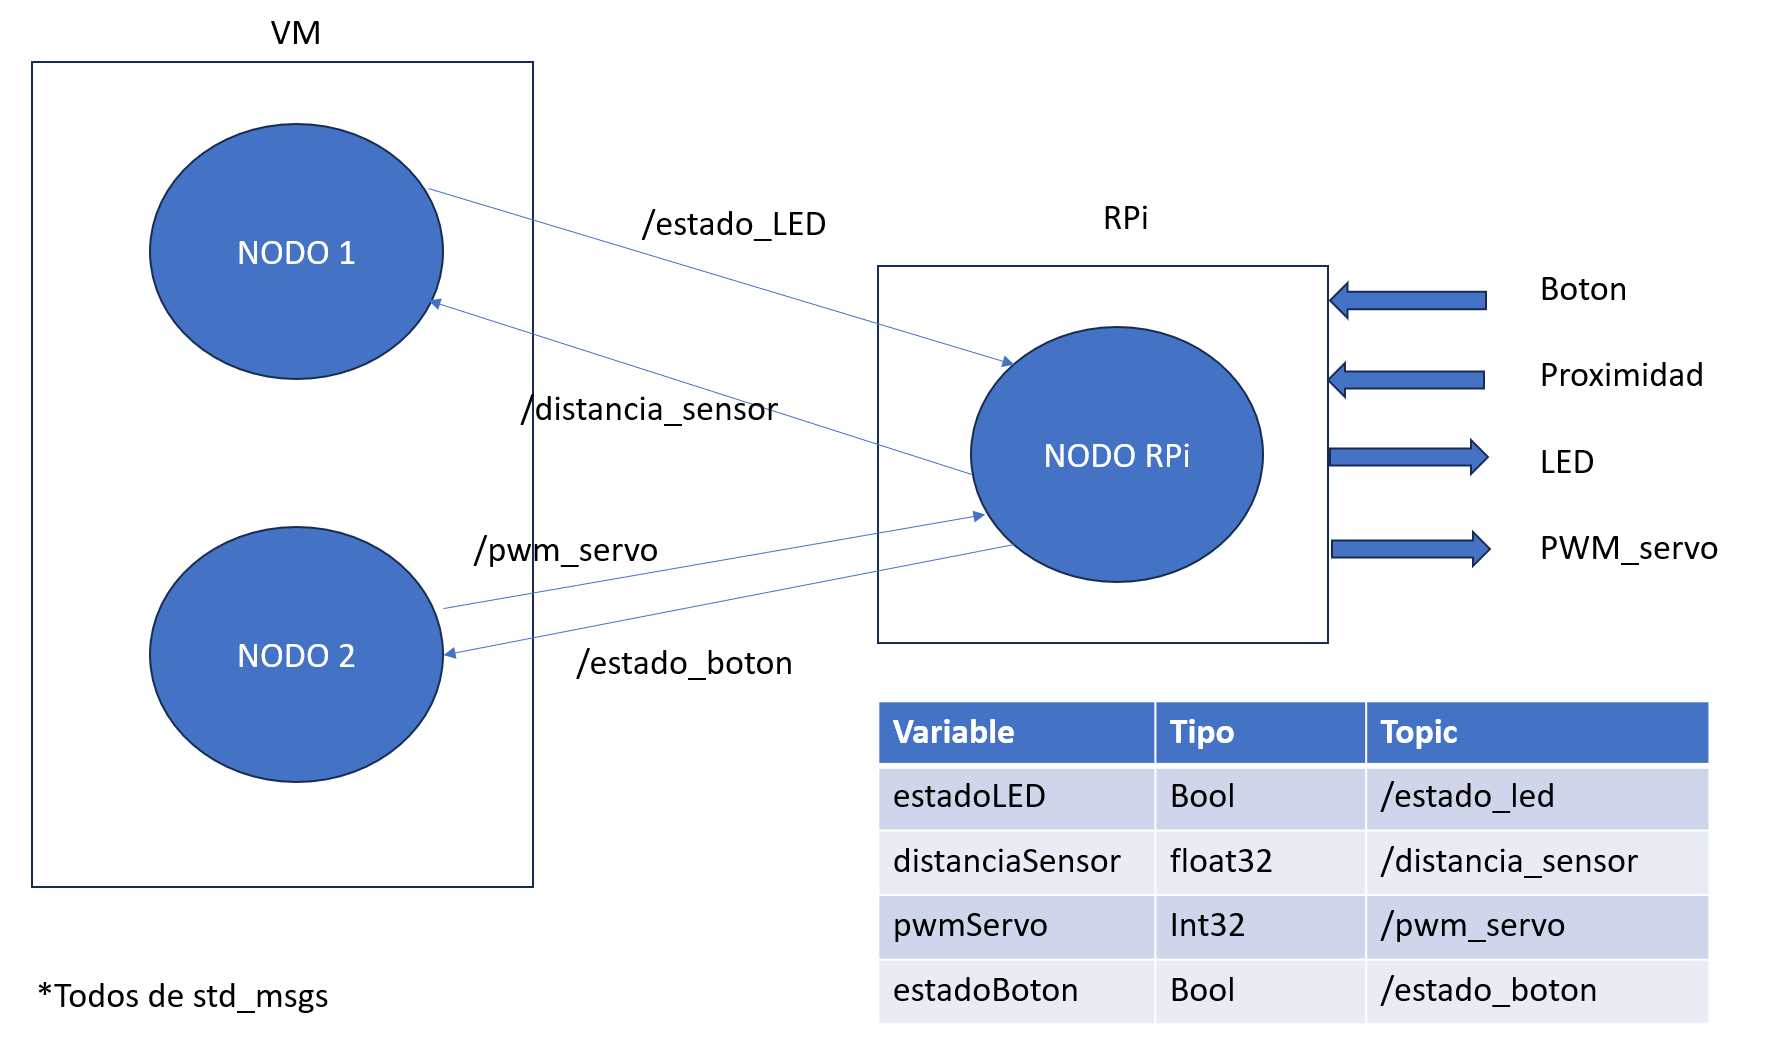 VM
NODO 1
/estado_LED
/distancia_sensor
NODO 2
/pwm_servo
/estado_boton
RPi
NODO RPi
Boton
Proximidad
LED
PWM_servo
Variable Tipo Topic
estadoLED Bool /estado_led
distanciaSensor float32 /distancia_sensor
pwmServo Int32 /pwm_servo
estadoBoton Bool /estado_boton
*Todos de std_msgs